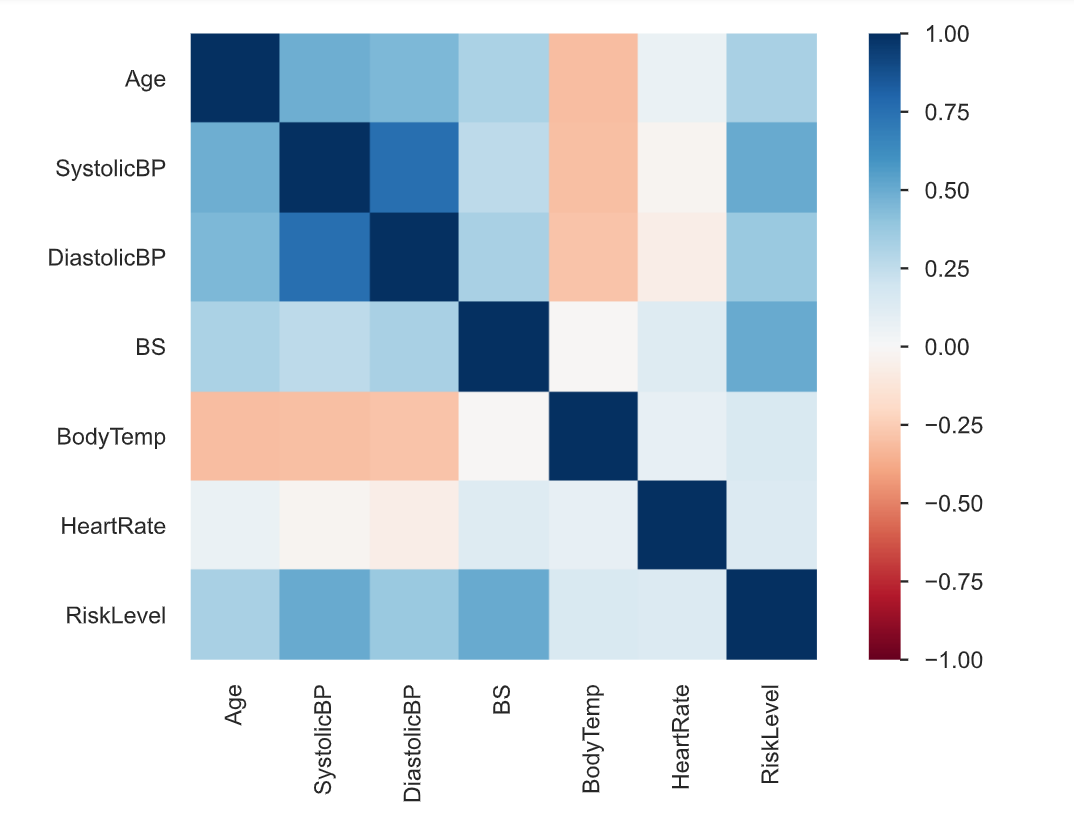 Age
SystolicBP
DiastolicBP
BS
BodyTemp
HeartRate
RiskLevel
Age
SystolicBP
DiastolicBP
BS
BodyTemp
HeartRate
RiskLevel
1.00
0.75
0.50
0.25
0.00
−0.25
−0.50
−0.75
−1.00